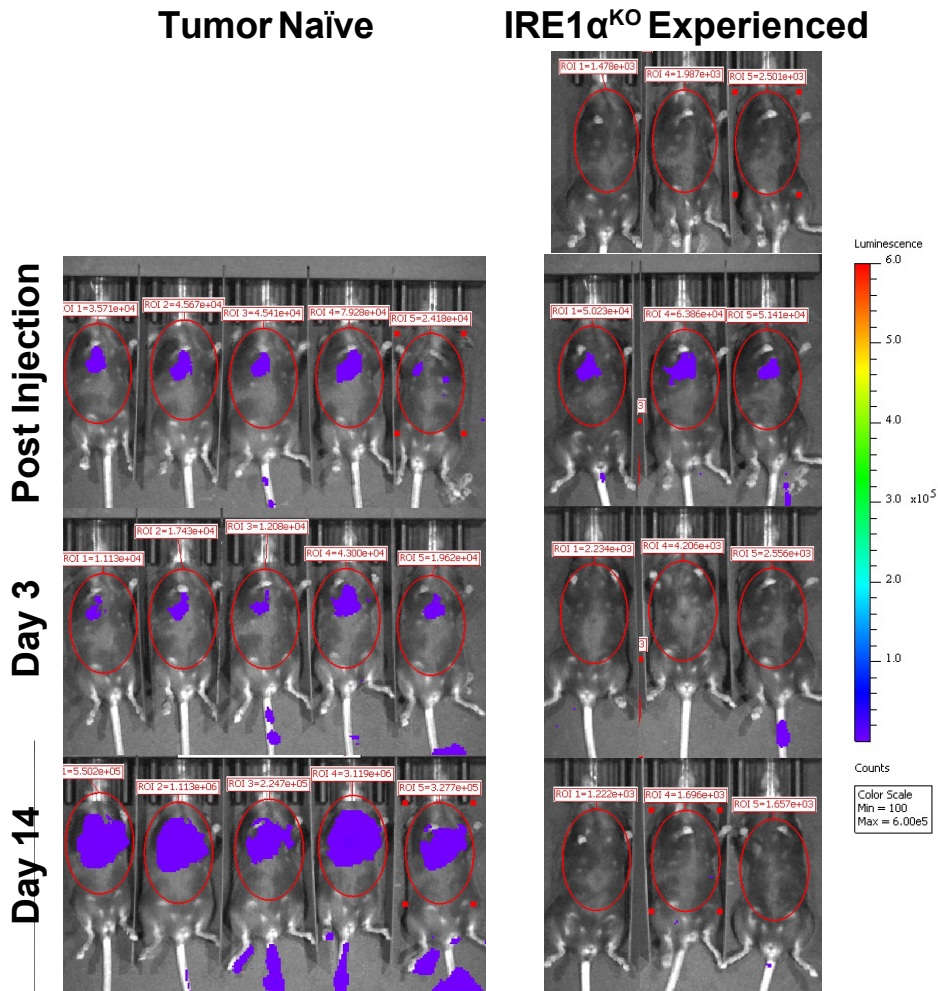 Tumor Naïve
IRE1αKO Experienced
ROI 1=1.478e+03
ROI 4=1.987e+03
ROI 5=2.501e+03
Post Injection
ROI 1=3.571e+04
ROI 2=4.567e+04
ROI 3=4.541e+04
ROI 4=7.928e+04
ROI 5=2.418e+04
ROI 1=5.023e+04
ROI 4=6.386e+04
ROI 5=5.141e+04
3
Day 3
ROI 1=1.113e+04
ROI 2=1.743e+04
ROI 3=1.208e+04
ROI 4=4.300e+04
ROI 5=1.962e+04
ROI 1=2.234e+03
ROI 4=4.206e+03
ROI 5=2.556e+03
3
Day 14
1=5.502e+05
ROI 2=1.113e+06
ROI 3=2.247e+05
ROI 4=3.119e+06
ROI 5=3.277e+05
ROI 1=1.222e+03
ROI 4=1.696e+03
ROI 5=1.657e+03
Luminescence
6.0
5.0
4.0
3.0
x10⁵
2.0
1.0
Counts
Color Scale
Min = 100
Max = 6.00e5